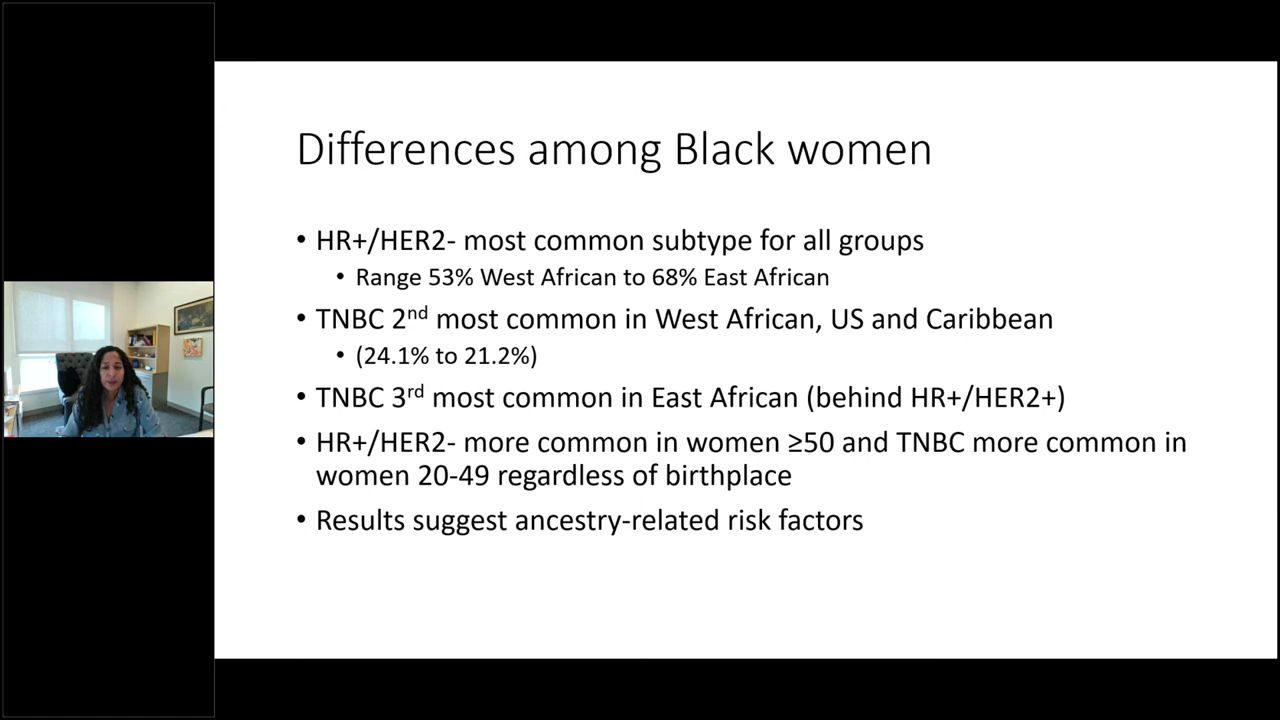 Differences among Black women
• HR+/HER2- most common subtype for all groups
• Range 53% West African to 68% East African
• TNBC 2nd most common in West African, US and Caribbean
• (24.1% to 21.2%)
• TNBC 3rd most common in East African (behind HR+/HER2+)
• HR+/HER2- more common in women ≥50 and TNBC more common in
women 20-49 regardless of birthplace
• Results suggest ancestry-related risk factors